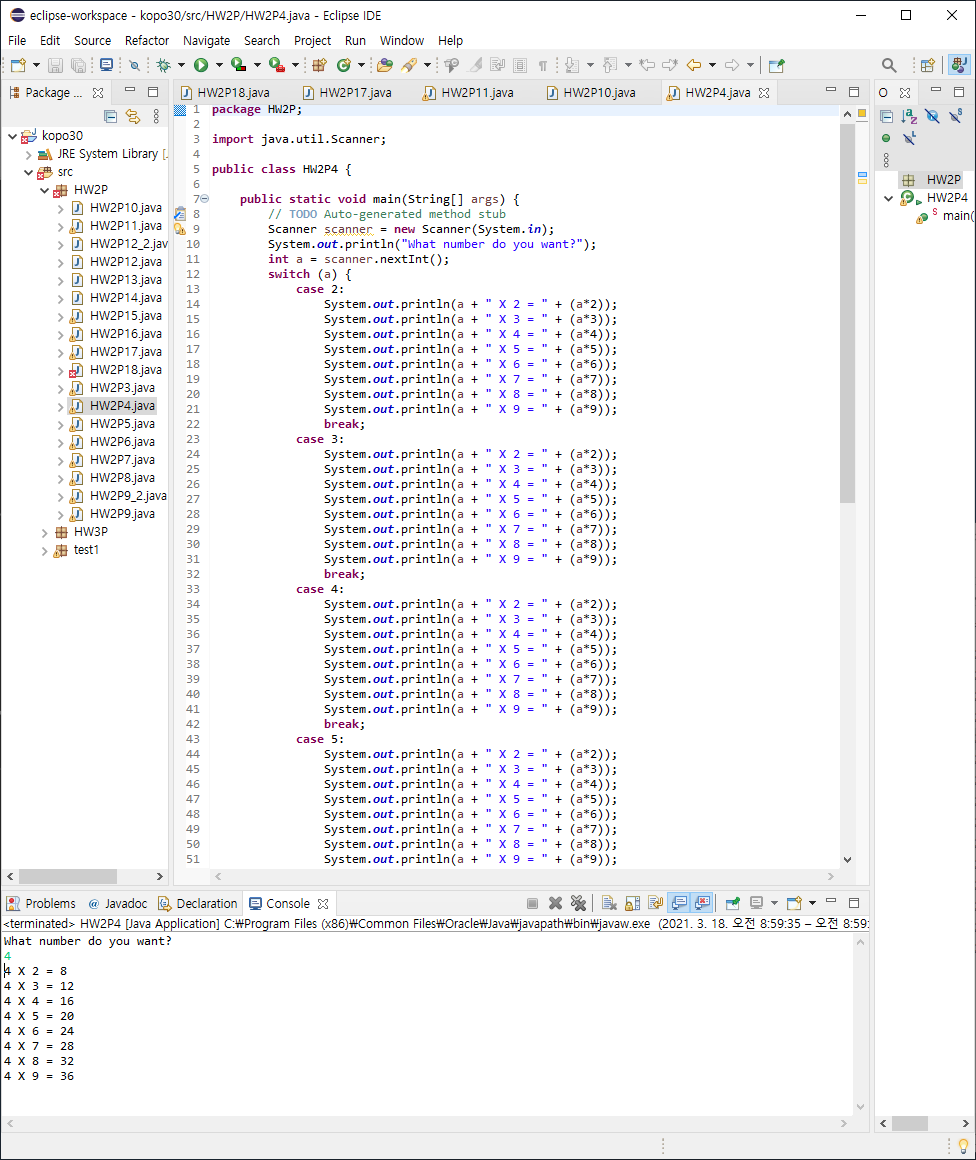 eclipse-workspace - kopo30/src/HW2P/HW2P4.java - Eclipse IDE
File Edit Source Refactor Navigate Search Project Run Window Help
Package ...
HW2P18.java HW2P17.java HW2P11.java HW2P10.java HW2P4.java
O
kopo30
JRE System Library [
src
HW2P
HW2P10.java
HW2P11.java
HW2P12_2.jav
HW2P12.java
HW2P13.java
HW2P14.java
HW2P15.java
HW2P16.java
HW2P17.java
HW2P18.java
HW2P3.java
HW2P4.java
HW2P5.java
HW2P6.java
HW2P7.java
HW2P8.java
HW2P9_2.java
HW2P9.java
HW3P
test1
1 package HW2P;
2
3 import java.util.Scanner;
4
5 public class HW2P4 {
6
7 public static void main(String[] args) {
8 // TODO Auto-generated method stub
9 Scanner scanner = new Scanner(System.in);
10 System.out.println("What number do you want?");
11 int a = scanner.nextInt();
12 switch (a) {
13 case 2:
14 System.out.println(a + " X 2 = " + (a*2));
15 System.out.println(a + " X 3 = " + (a*3));
16 System.out.println(a + " X 4 = " + (a*4));
17 System.out.println(a + " X 5 = " + (a*5));
18 System.out.println(a + " X 6 = " + (a*6));
19 System.out.println(a + " X 7 = " + (a*7));
20 System.out.println(a + " X 8 = " + (a*8));
21 System.out.println(a + " X 9 = " + (a*9));
22 break;
23 case 3:
24 System.out.println(a + " X 2 = " + (a*2));
25 System.out.println(a + " X 3 = " + (a*3));
26 System.out.println(a + " X 4 = " + (a*4));
27 System.out.println(a + " X 5 = " + (a*5));
28 System.out.println(a + " X 6 = " + (a*6));
29 System.out.println(a + " X 7 = " + (a*7));
30 System.out.println(a + " X 8 = " + (a*8));
31 System.out.println(a + " X 9 = " + (a*9));
32 break;
33 case 4:
34 System.out.println(a + " X 2 = " + (a*2));
35 System.out.println(a + " X 3 = " + (a*3));
36 System.out.println(a + " X 4 = " + (a*4));
37 System.out.println(a + " X 5 = " + (a*5));
38 System.out.println(a + " X 6 = " + (a*6));
39 System.out.println(a + " X 7 = " + (a*7));
40 System.out.println(a + " X 8 = " + (a*8));
41 System.out.println(a + " X 9 = " + (a*9));
42 break;
43 case 5:
44 System.out.println(a + " X 2 = " + (a*2));
45 System.out.println(a + " X 3 = " + (a*3));
46 System.out.println(a + " X 4 = " + (a*4));
47 System.out.println(a + " X 5 = " + (a*5));
48 System.out.println(a + " X 6 = " + (a*6));
49 System.out.println(a + " X 7 = " + (a*7));
50 System.out.println(a + " X 8 = " + (a*8));
51 System.out.println(a + " X 9 = " + (a*9));
HW2P
HW2P4
main(
Problems Javadoc Declaration Console
<terminated> HW2P4 [Java Application] C:₩Program Files (x86)₩Common Files₩Oracle₩Java₩javapath₩bin₩javaw.exe (2021. 3. 18. 오전 8:59:35 – 오전 8:59:
What number do you want?
4
4 X 2 = 8
4 X 3 = 12
4 X 4 = 16
4 X 5 = 20
4 X 6 = 24
4 X 7 = 28
4 X 8 = 32
4 X 9 = 36